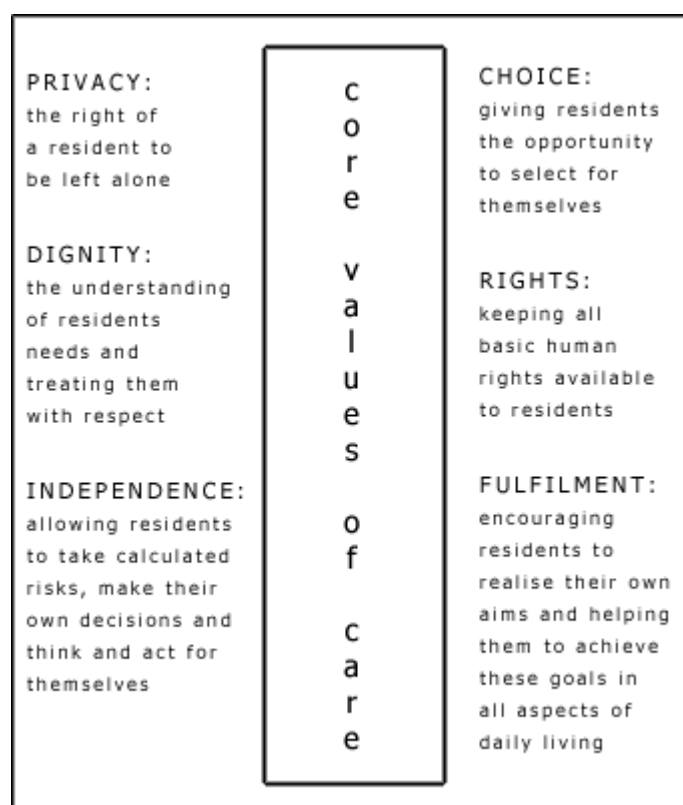 PRIVACY:
the right of
a resident to
be left alone
DIGNITY:
the understanding
of residents
needs and
treating them
with respect
INDEPENDENCE:
allowing residents
to take calculated
risks, make their
own decisions and
think and act for
themselves
core values of care
CHOICE:
giving residents
the opportunity
to select for
themselves
RIGHTS:
keeping all
basic human
rights available
to residents
FULFILMENT:
encouraging
residents to
realise their own
aims and helping
them to achieve
these goals in
all aspects of
daily living